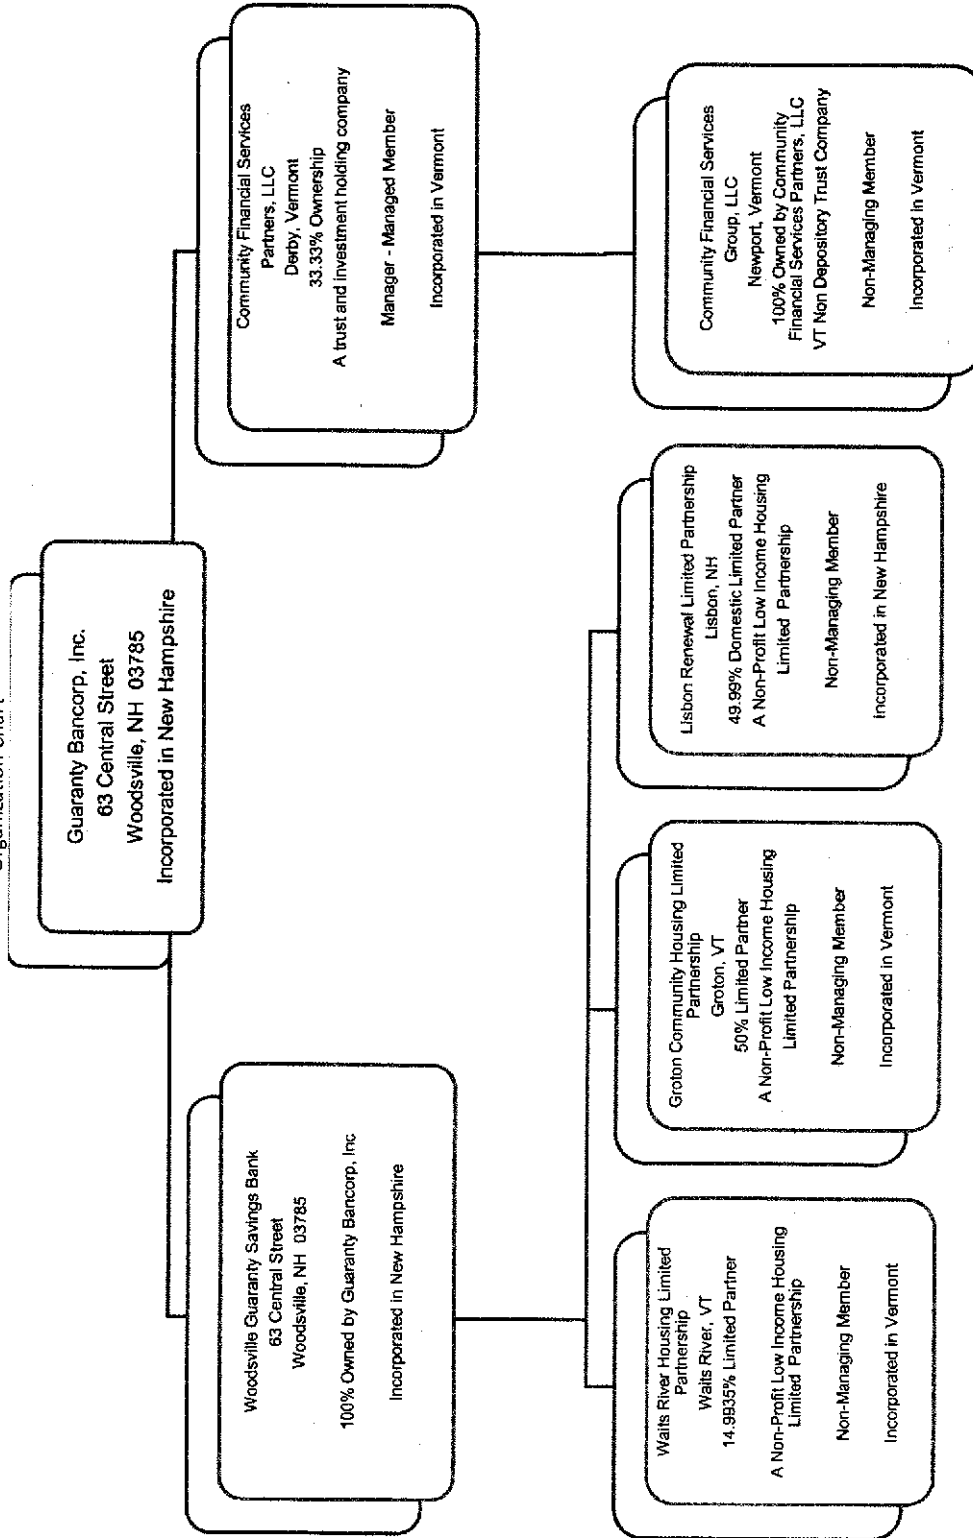 Organization Chart
Guaranty Bancorp, Inc.
63 Central Street
Woodsville, NH 03785
Incorporated in New Hampshire
Woodsville Guaranty Savings Bank
63 Central Street
Woodsville, NH 03785
100% Owned by Guaranty Bancorp, Inc
Incorporated in New Hampshire
Community Financial Services
Partners, LLC
Derby, Vermont
33.33% Ownership
A trust and investment holding company
Manager - Managed Member
Incorporated in Vermont
Waits River Housing Limited
Partnership
Waits River, VT
14.9935% Limited Partner
A Non-Profit Low Income Housing
Limited Partnership
Non-Managing Member
Incorporated in Vermont
Groton Community Housing Limited
Partnership
Groton, VT
50% Limited Partner
A Non-Profit Low Income Housing
Limited Partnership
Non-Managing Member
Incorporated in Vermont
Lisbon Renewal Limited Partnership
Lisbon, NH
49.99% Domestic Limited Partner
A Non-Profit Low Income Housing
Limited Partnership
Non-Managing Member
Incorporated in New Hampshire
Community Financial Services
Group, LLC
Newport, Vermont
100% Owned by Community
Financial Services Partners, LLC
VT Non Depository Trust Company
Non-Managing Member
Incorporated in Vermont